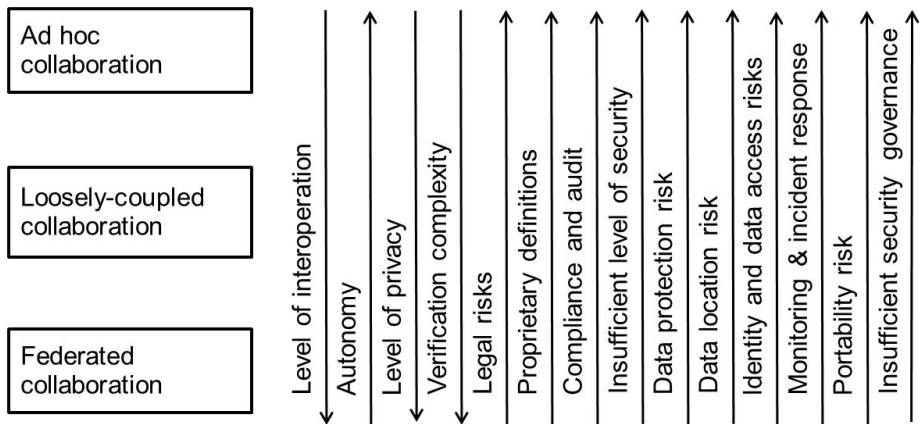 Ad hoc
collaboration
Loosely-coupled
collaboration
Federated
collaboration
Level of interoperation
Autonomy
Level of privacy
Verification complexity
Legal risks
Proprietary definitions
Compliance and audit
Insufficient level of security
Data protection risk
Data location risk
Identity and data access risks
Monitoring & incident response
Portability risk
Insufficient security governance